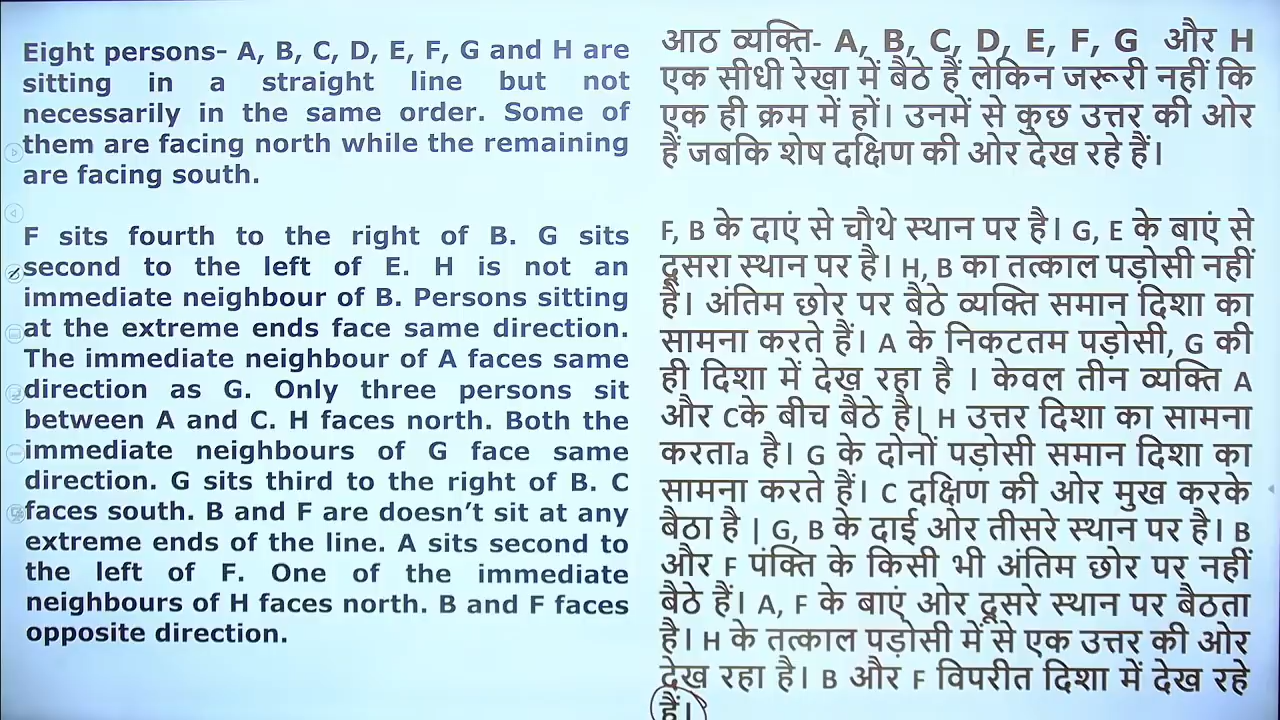 Eight persons- A, B, C, D, E, F, G and H are
sitting in a straight line but not
necessarily in the same order. Some of
them are facing north while the remaining
are facing south.
F sits fourth to the right of B. G sits
second to the left of E. H is not an
immediate neighbour of B. Persons sitting
at the extreme ends face same direction.
The immediate neighbour of A faces same
direction as G. Only three persons sit
between A and C. H faces north. Both the
immediate neighbours of G face same
direction. G sits third to the right of B. C
faces south. B and F are doesn’t sit at any
extreme ends of the line. A sits second to
the left of F. One of the immediate
neighbours of H faces north. B and F faces
opposite direction.
आठ व्यक्ति- A, B, C, D, E, F, G और H
एक सीधी रेखा में बैठे हैं लेकिन जरूरी नहीं कि
एक ही क्रम में हों। उनमें से कुछ उत्तर की ओर
हैं जबकि शेष दक्षिण की ओर देख रहे हैं।
F, B के दाएं से चौथे स्थान पर है। G, E के बाएं से
दूसरा स्थान पर है। H, B का तत्काल पड़ोसी नहीं
है। अंतिम छोर पर बैठे व्यक्ति समान दिशा का
सामना करते हैं। A के निकटतम पड़ोसी, G की
ही दिशा में देख रहा है । केवल तीन व्यक्ति A
और Cके बीच बैठे है| H उत्तर दिशा का सामना
करताa है। G के दोनों पड़ोसी समान दिशा का
सामना करते हैं। C दक्षिण की ओर मुख करके
बैठा है | G, B के दाईं ओर तीसरे स्थान पर है। B
और F पंक्ति के किसी भी अंतिम छोर पर नहीं
बैठे हैं। A, F के बाएं ओर दूसरे स्थान पर बैठता
है। H के तत्काल पड़ोसी में से एक उत्तर की ओर
देख रहा है। B और F विपरीत दिशा में देख रहे
हैं।